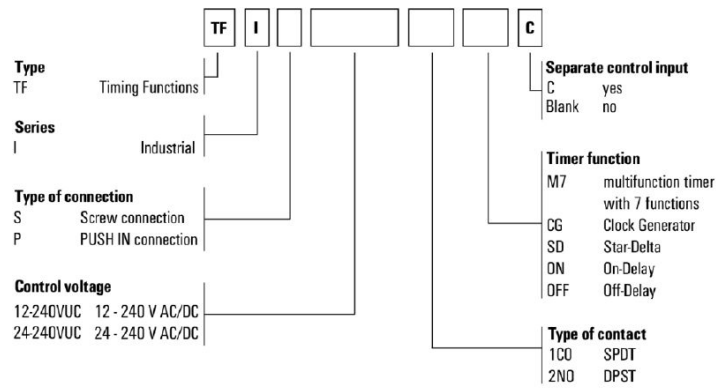 TF I C
Type
TF Timing Functions
Series
I Industrial
Type of connection
S Screw connection
P PUSH IN connection
Control voltage
12-240VUC 12 - 240 V AC/DC
24-240VUC 24 - 240 V AC/DC
Separate control input
C yes
Blank no
Timer function
M7 multifunction timer
with 7 functions
CG Clock Generator
SD Star-Delta
ON On-Delay
OFF Off-Delay
Type of contact
1CO SPDT
2NO DPST